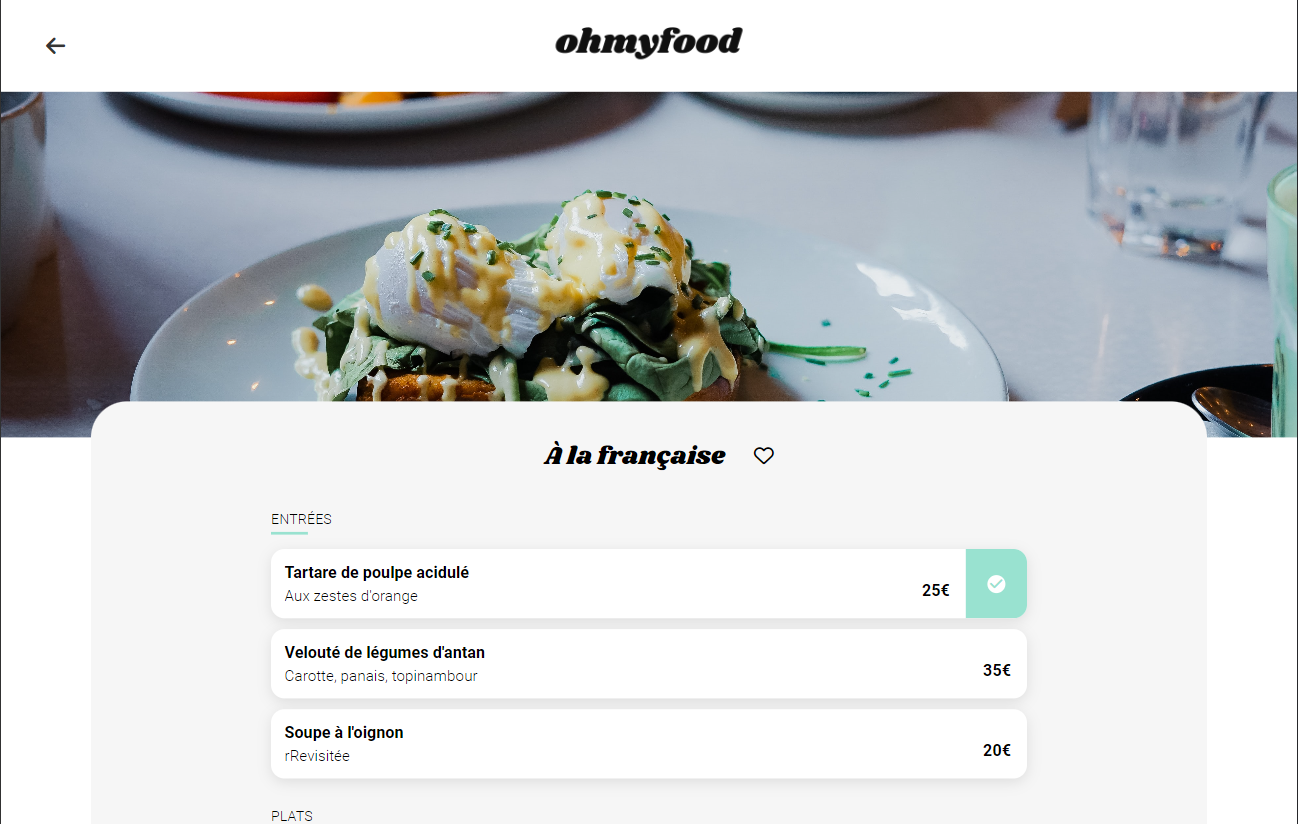 ohmyfood
À la française
ENTRÉES
Tartare de poulpe acidulé
Aux zestes d'orange
25€
Velouté de légumes d'antan
Carotte, panais, topinambour
35€
Soupe à l'oignon
rRevisitée
20€
PLATS